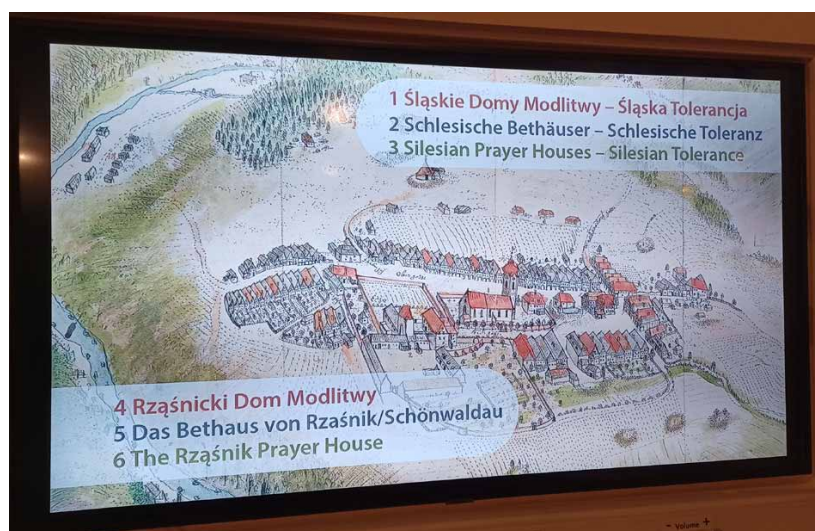 1 Śląskie Domy Modlitwy – Śląska Tolerancja
2 Schlesische Bethäuser – Schlesische Toleranz
3 Silesian Prayer Houses – Silesian Tolerance
4 Rząśnicki Dom Modlitwy
5 Das Bethaus von Rzaśnik/Schönwaldau
6 The Rząśnik Prayer House
- Volume +